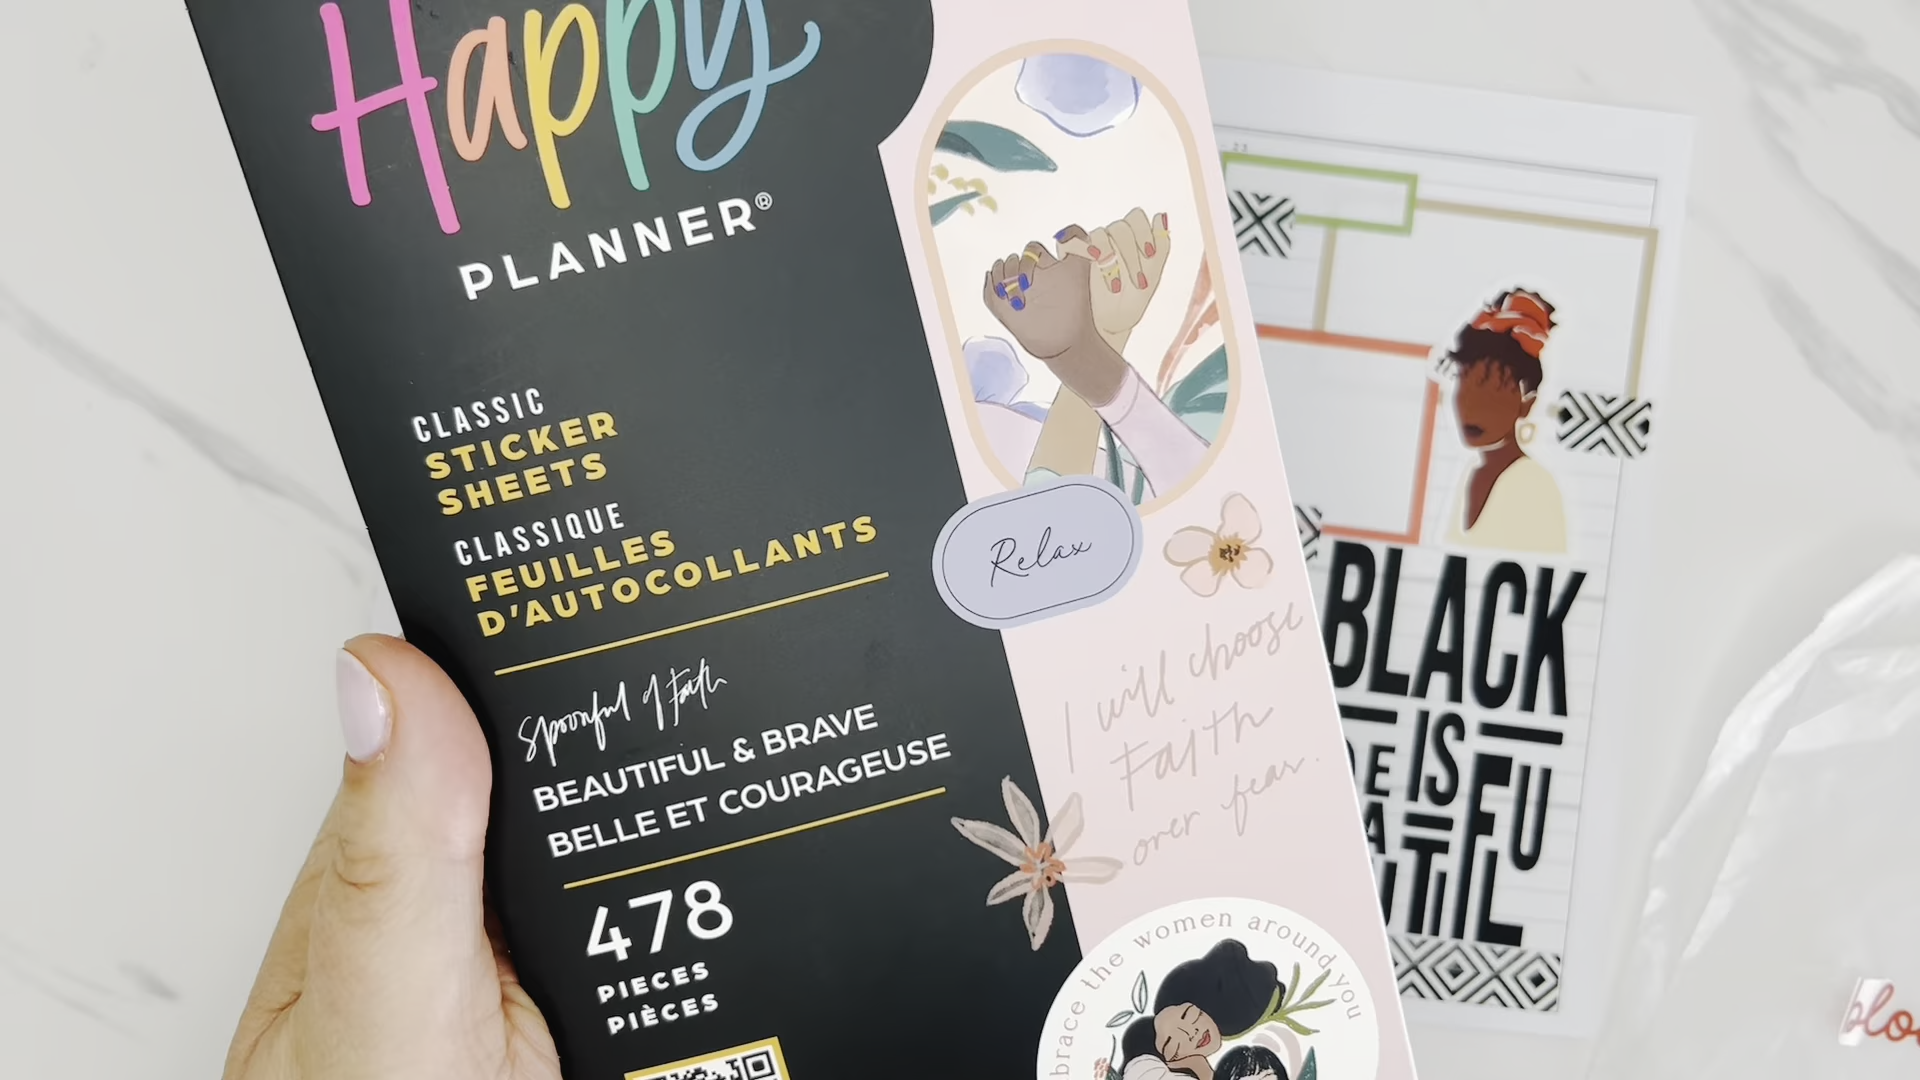 Happy
PLANNER®
CLASSIC
STICKER
SHEETS
CLASSIQUE
FEUILLES
D'AUTOCOLLANTS
Spoonful of Faith
BEAUTIFUL & BRAVE
BELLE ET COURAGEUSE
478
PIECES
PIÈCES
Relax
I will choose
Faith
over fear.
brace the women around you
23
BLACK
IS